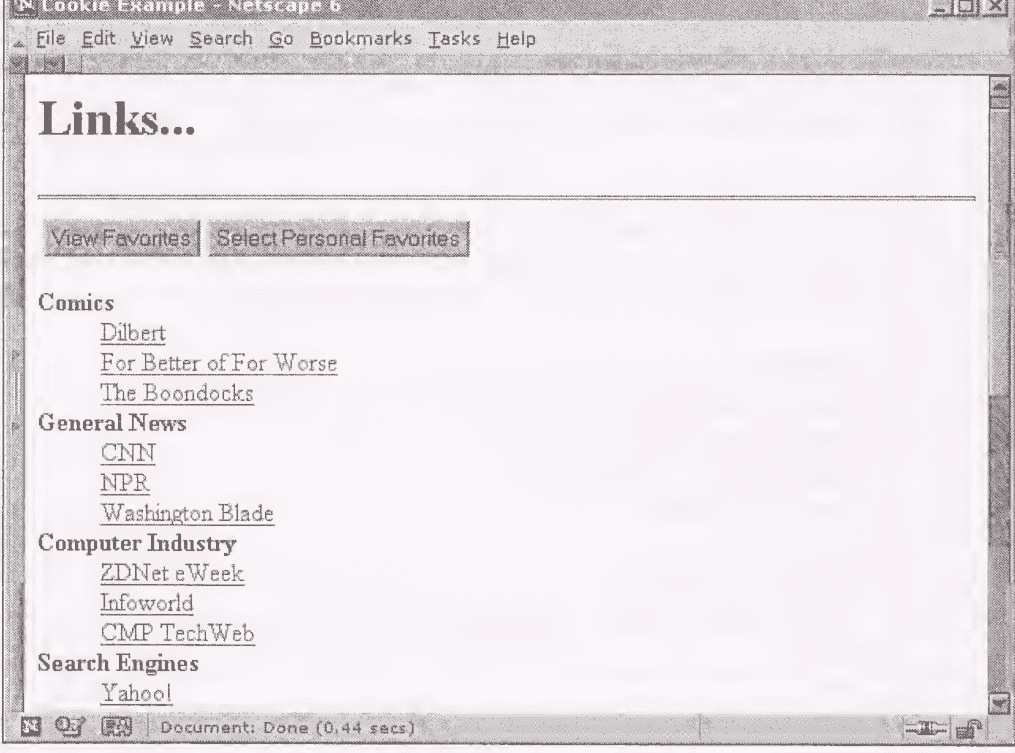 Cookie Example - Netscape 6
File Edit View Search Go Bookmarks Tasks Help
Links...
View Favorites Select Personal Favorites
Comics
Dilbert
For Better of For Worse
The Boondocks
General News
CNN
NPR
Washington Blade
Computer Industry
ZDNet eWeek
Infoworld
CMP TechWeb
Search Engines
Yahoo!
Document: Done (0.44 secs)